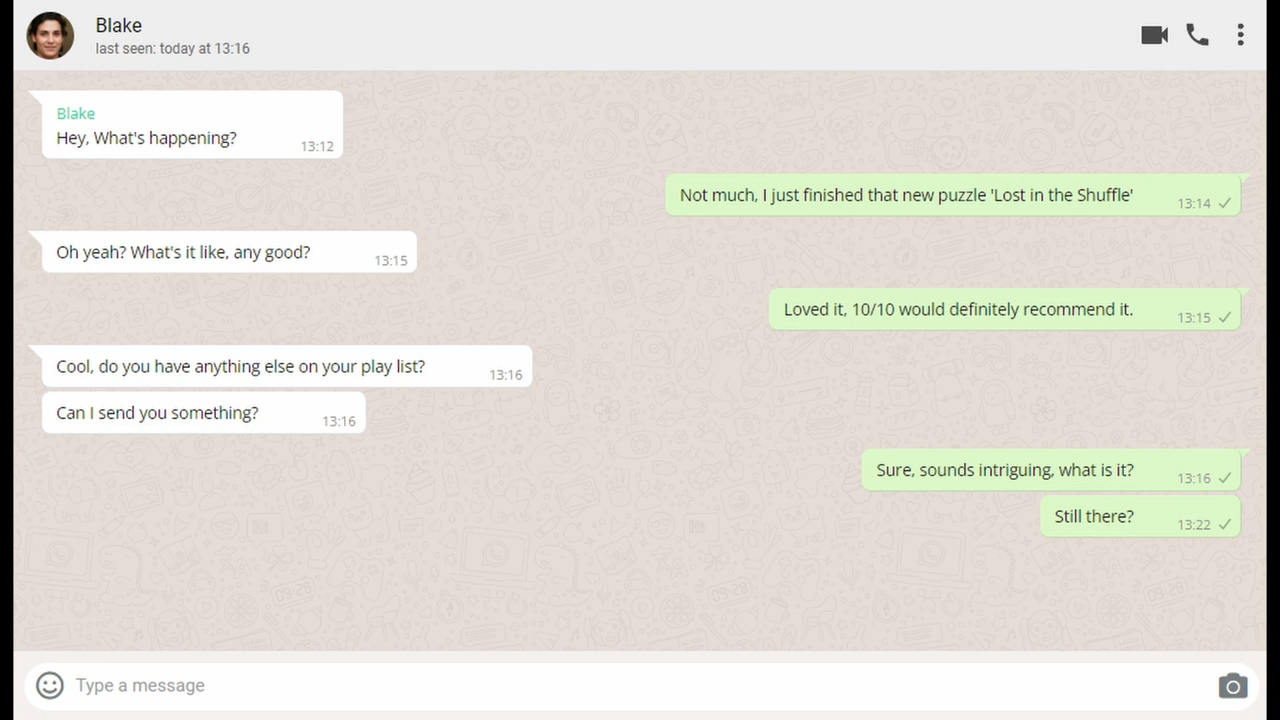 Blake
last seen: today at 13:16
Blake
Hey, What's happening?
13:12
Not much, I just finished that new puzzle 'Lost in the Shuffle'
13:14
Oh yeah? What's it like, any good?
13:15
Loved it, 10/10 would definitely recommend it.
13:15
Cool, do you have anything else on your play list?
13:16
Can I send you something?
13:16
Sure, sounds intriguing, what is it?
13:16
Still there?
13:22
09:28
09:28
Type a message